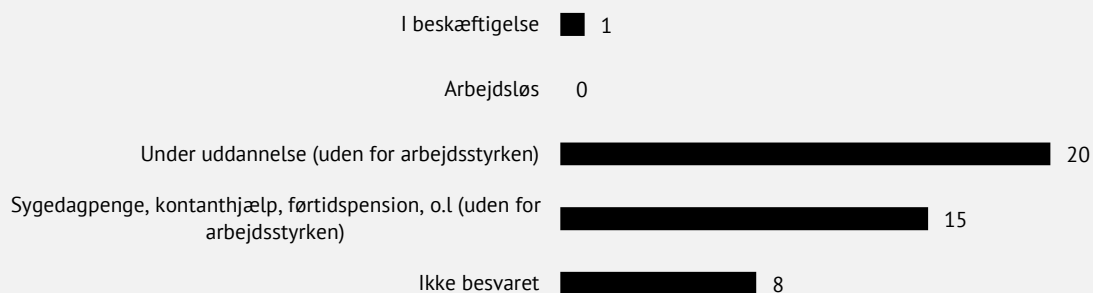 I beskæftigelse 1
Arbejdsløs 0
Under uddannelse (uden for arbejdsstyrken) 20
Sygedagpenge, kontanthjælp, førtidspension, o.l (uden for
arbejdsstyrken) 15
Ikke besvaret 8